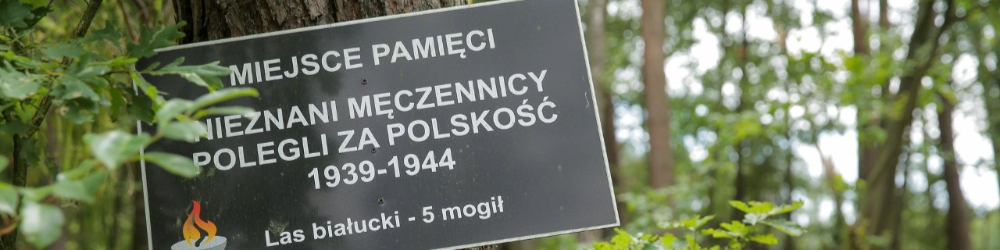 MIEJSCE PAMIĘCI
NIEZNANI MĘCZENNICY
POLEGLI ZA POLSKOŚĆ
1939-1944
Las białucki - 5 mogił